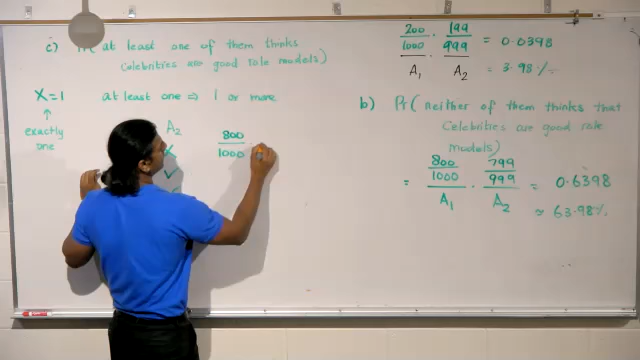 c) at least one of them thinks
celebrities are good role models)
X = 1 at least one ⇒ 1 or more
↑
exactly
one
A₂
✗
✓
800/1000 ·
200/1000 · 199/999 = 0.0398
A₁ A₂ = 3.98%
b) Pr( neither of them thinks that
celebrities are good role
models)
= 800/1000 · 799/999 = 0.6398
A₁ A₂ ≈ 63.98%